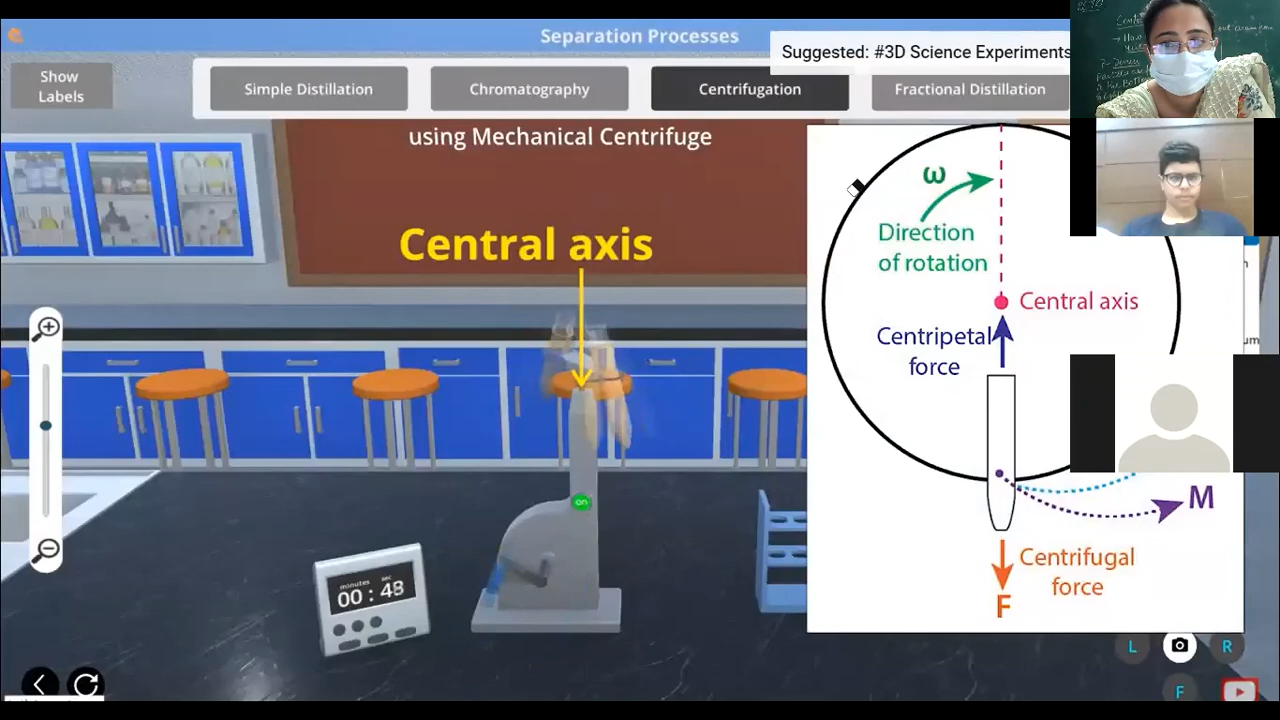 Separation Processes
Suggested: #3D Science Experiments
Show
Labels
Simple Distillation
Chromatography
Centrifugation
Fractional Distillation
using Mechanical Centrifuge
Central axis
ω
Direction
of rotation
Central axis
Centripetal
force
M
Centrifugal
force
F
on
minutes sec
00 : 48
L
R
F